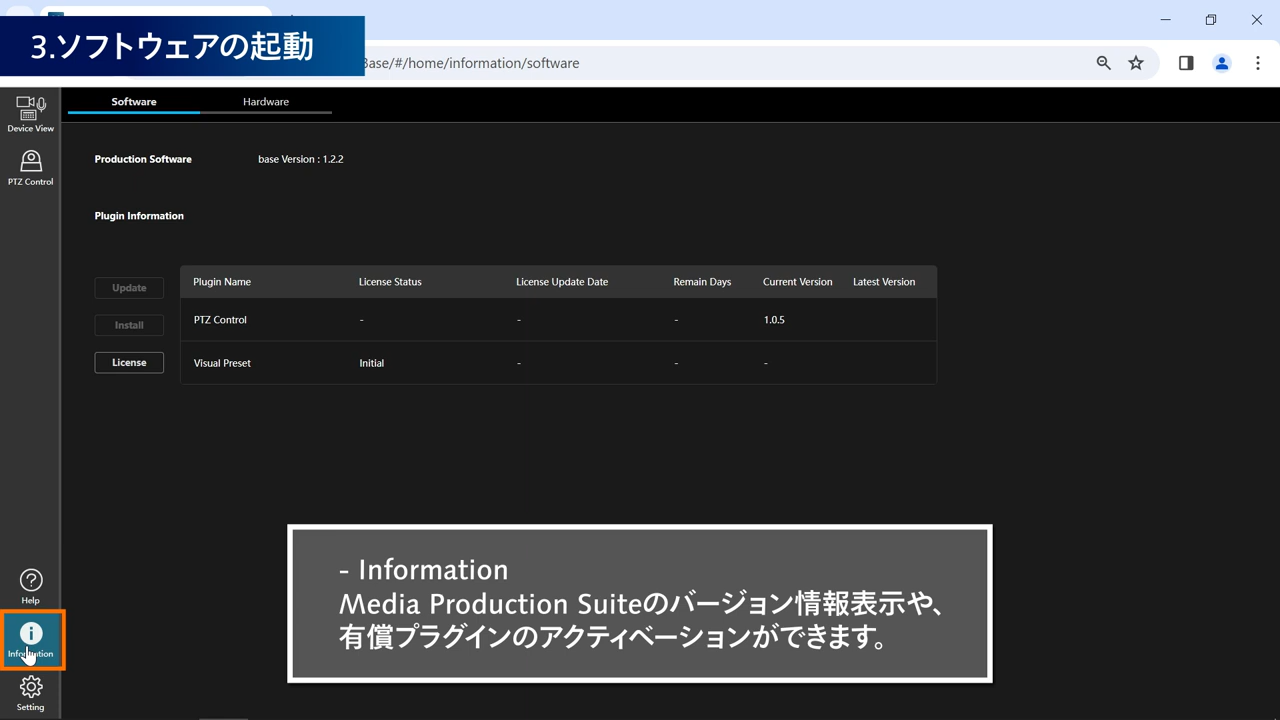 3.ソフトウェアの起動
Base/#/home/information/software
Device View
PTZ Control
Software Hardware
Production Software base Version : 1.2.2
Plugin Information
Update
Install
License
Plugin Name License Status License Update Date Remain Days Current Version Latest Version
PTZ Control - - - 1.0.5
Visual Preset Initial - - -
Help
Information
Setting
- Information
Media Production Suiteのバージョン情報表示や、
有償プラグインのアクティベーションができます。